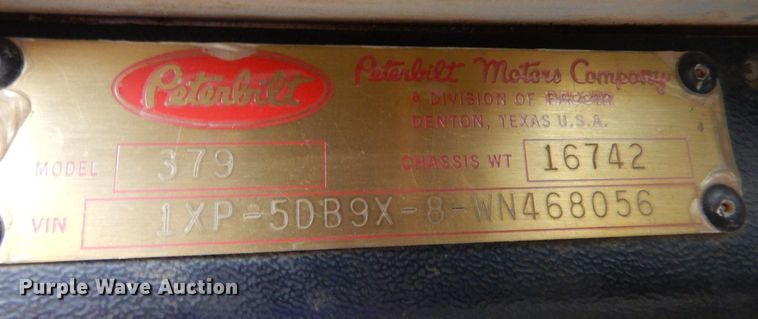 Peterbilt
Peterbilt Motors Company
A DIVISION OF PACCAR
DENTON, TEXAS U.S.A.
MODEL 379 CHASSIS WT 16742
VIN 1XP-5DB9X-8-WN468056
Purple Wave Auction